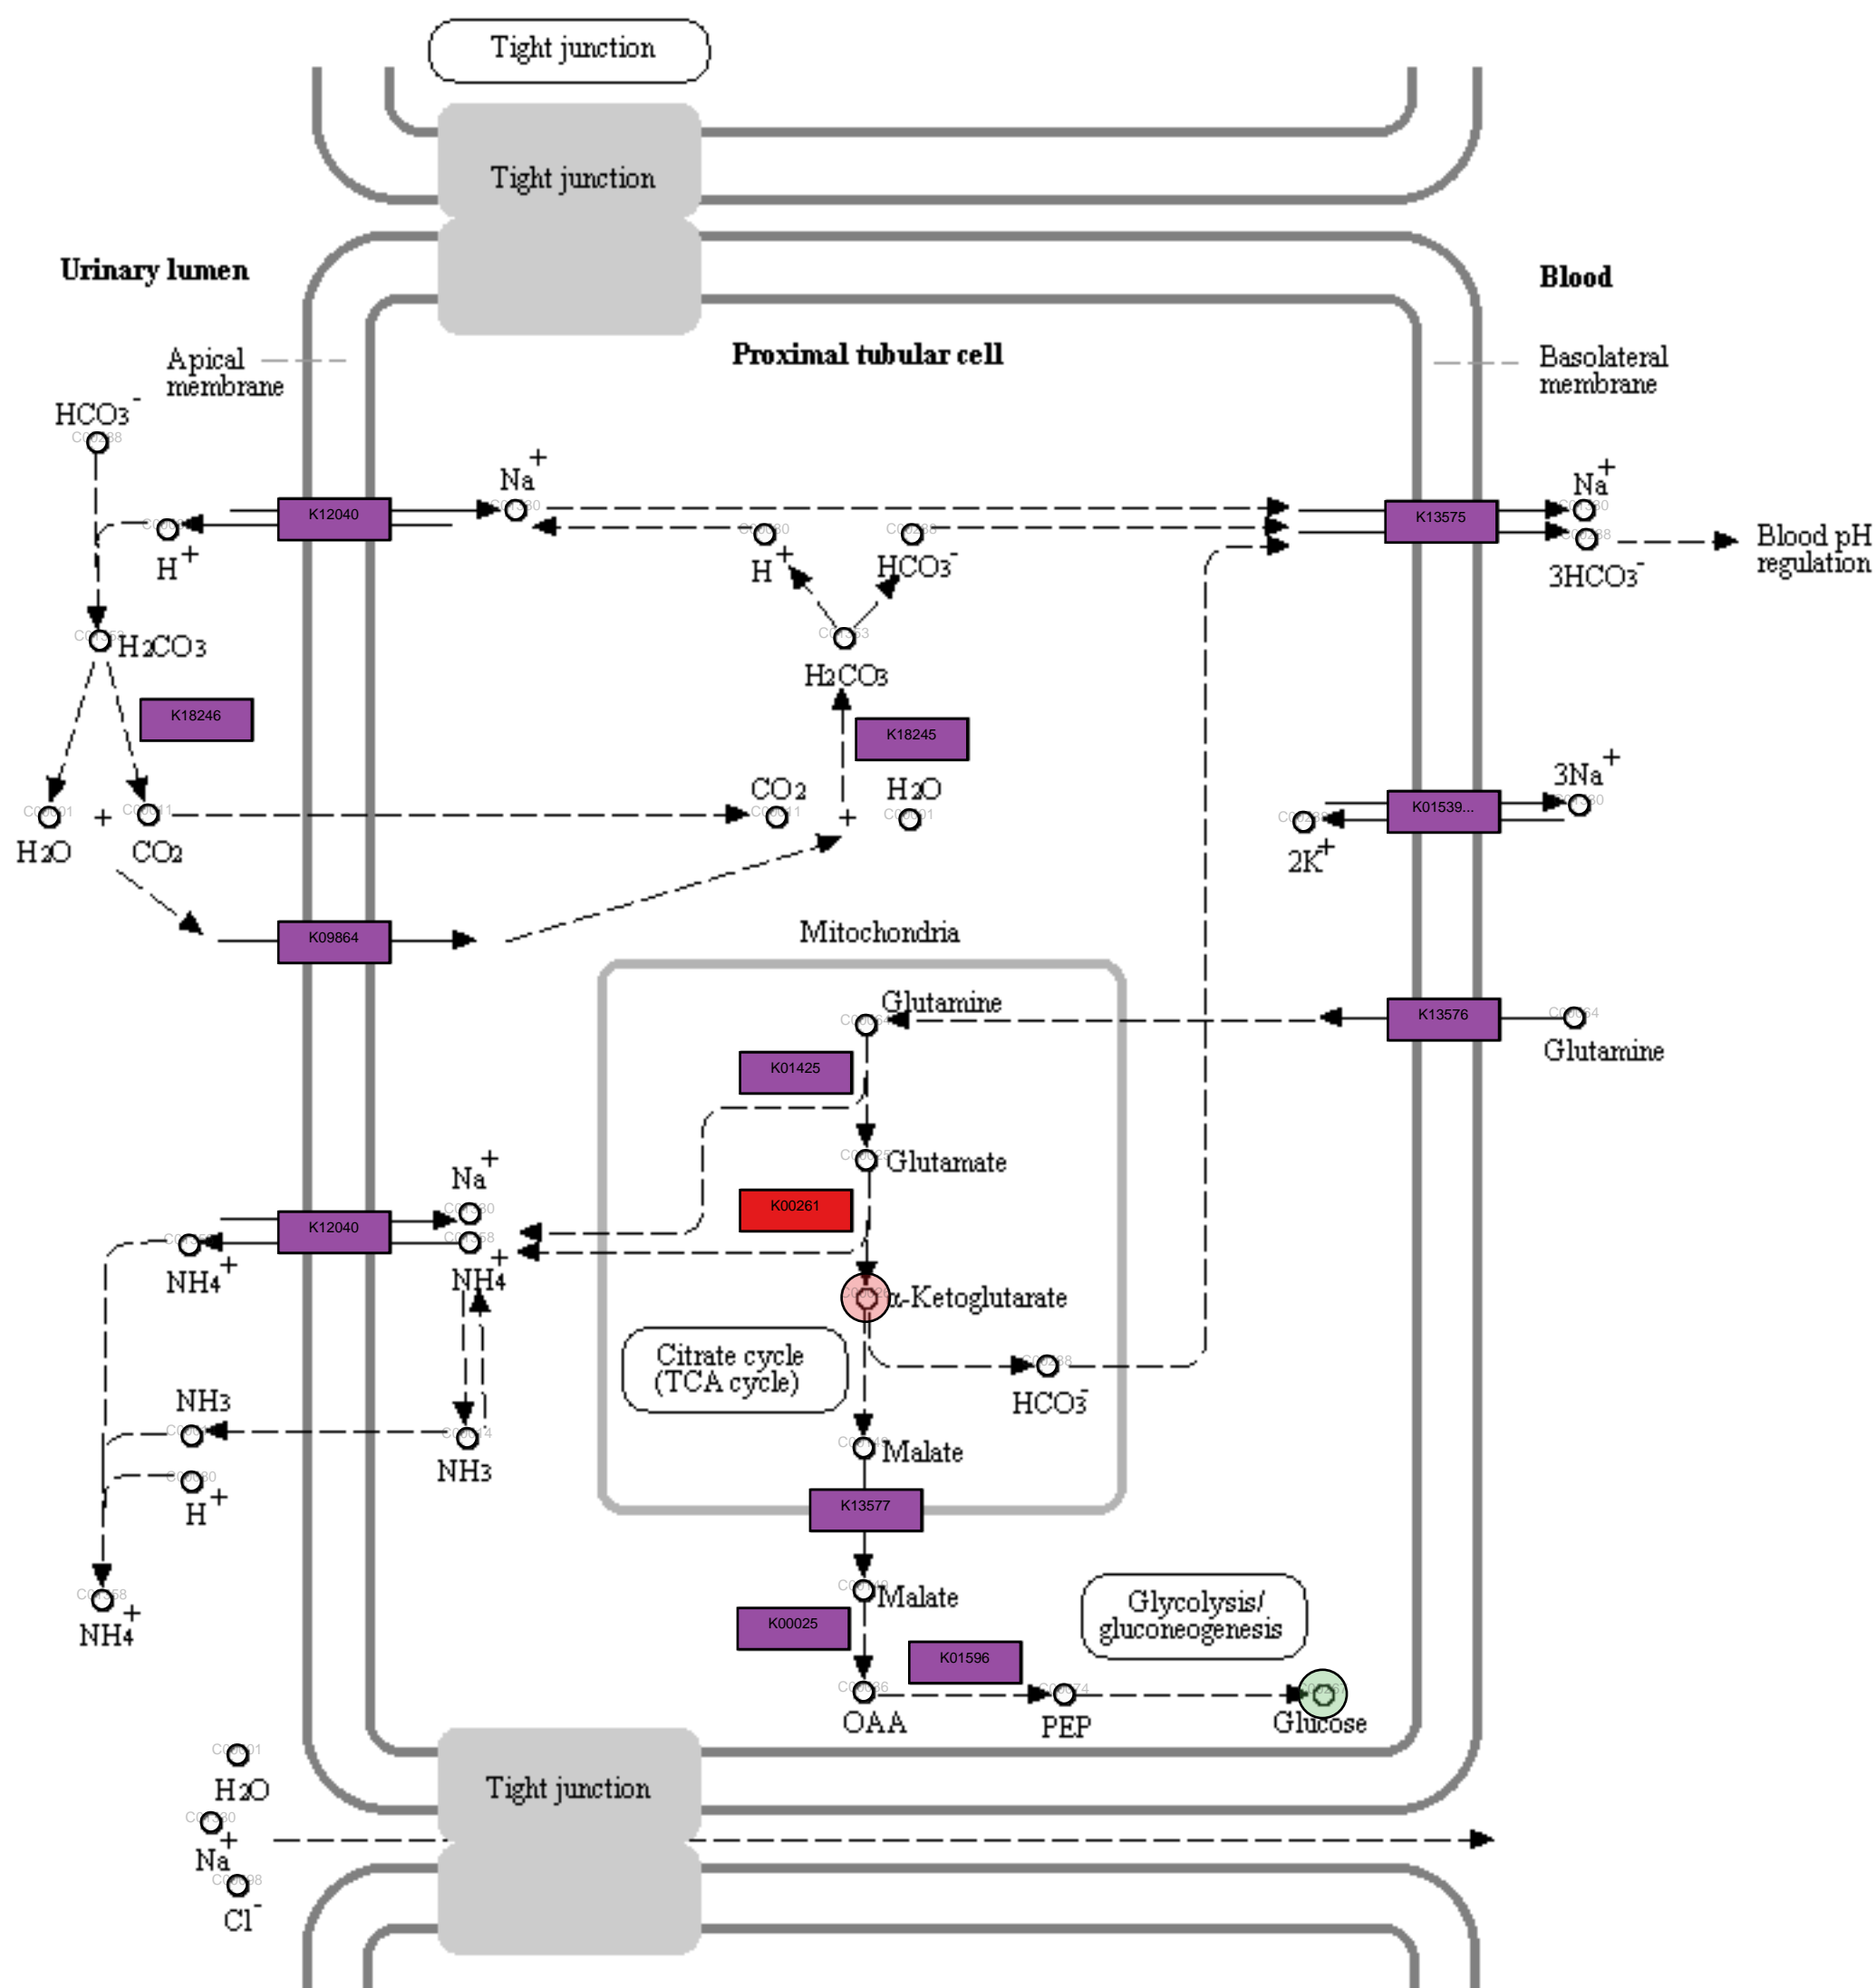 Tight junction
Tight junction
Urinary lumen
Blood
Proximal tubular cell
Apical
membrane
Basolateral
membrane
HCO3-
Na+
Na+
K12040
K13575
H+
H+
HCO3-
3HCO3-
Blood pH
regulation
H2CO3
H2CO3
K18246
K18245
CO2
H2O
3Na+
+
+
K01539...
H2O
CO2
2K+
K09864
Mitochondria
Glutamine
K13576
Glutamine
K01425
Na+
Glutamate
K00261
K12040
NH4+
NH4+
α-Ketoglutarate
Citrate cycle
(TCA cycle)
HCO3-
NH3
Malate
NH3
H+
K13577
Malate
Glycolysis/
gluconeogenesis
NH4+
K00025
K01596
OAA
PEP
Glucose
H2O
Tight junction
Na+
Cl-